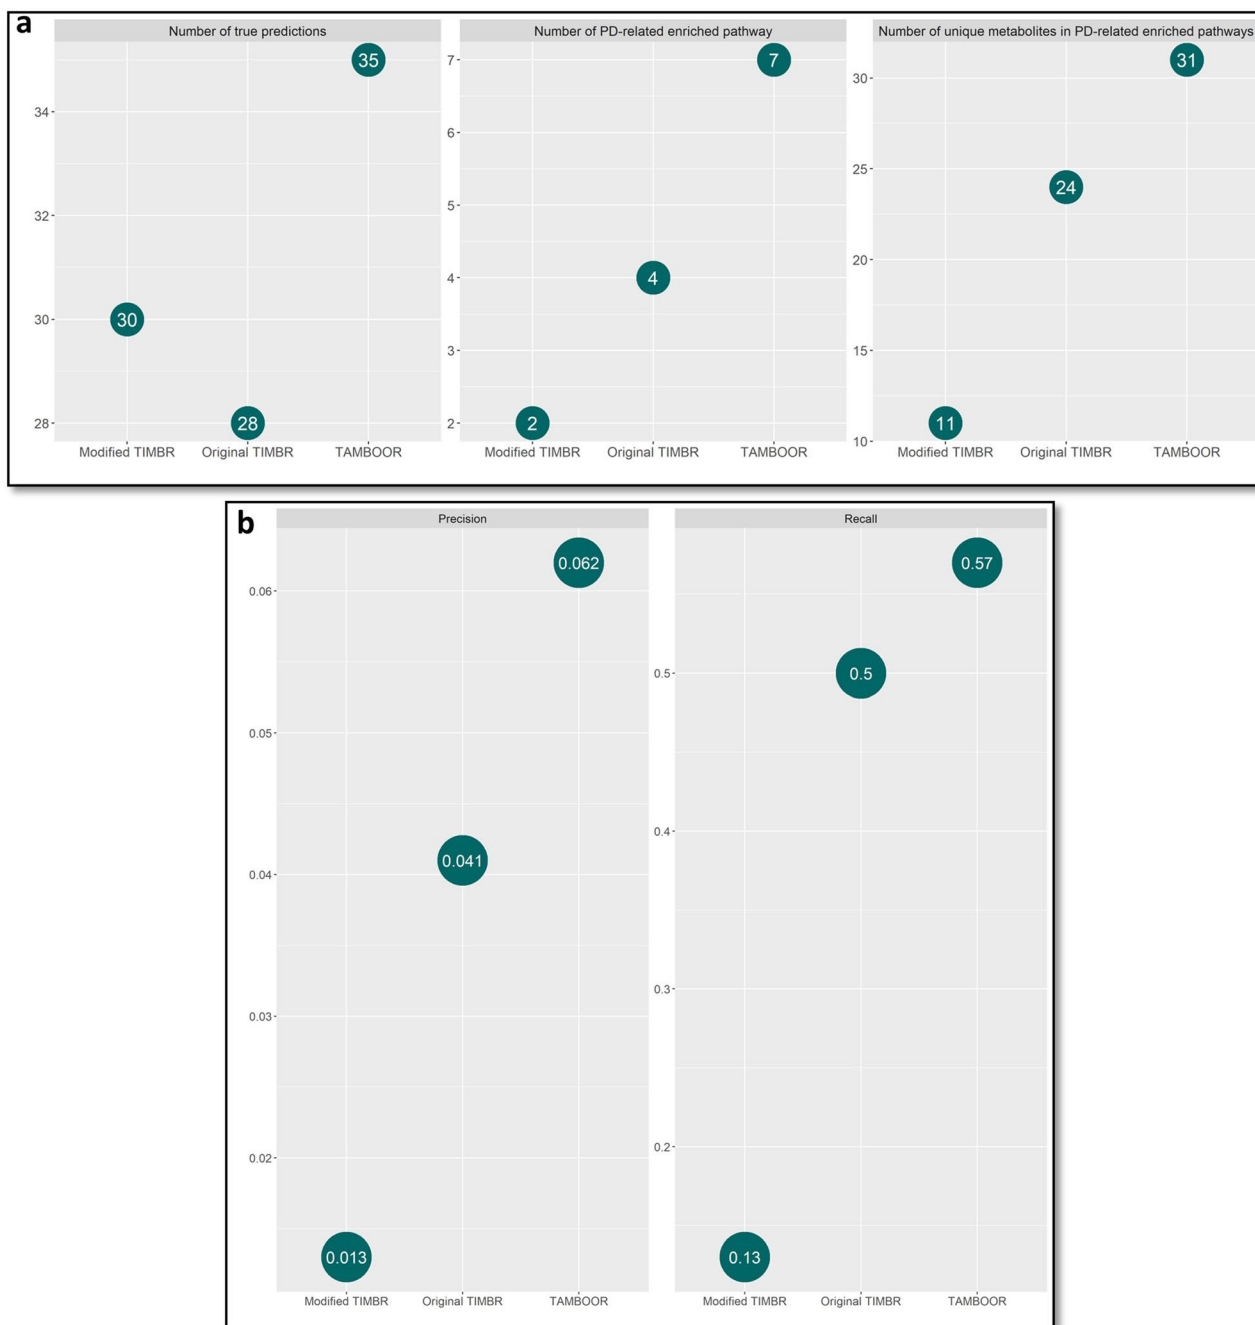 a
Number of true predictions
Number of PD-related enriched pathway
Number of unique metabolites in PD-related enriched pathways
34
32
30
28
30
28
35
Modified TIMBR
Original TIMBR
TAMBOOR
7
6
5
4
3
2
2
4
7
Modified TIMBR
Original TIMBR
TAMBOOR
30
25
20
15
10
11
24
31
Modified TIMBR
Original TIMBR
TAMBOOR
b
Precision
Recall
0.06
0.05
0.04
0.03
0.02
0.013
0.041
0.062
Modified TIMBR
Original TIMBR
TAMBOOR
0.5
0.4
0.3
0.2
0.13
0.5
0.57
Modified TIMBR
Original TIMBR
TAMBOOR